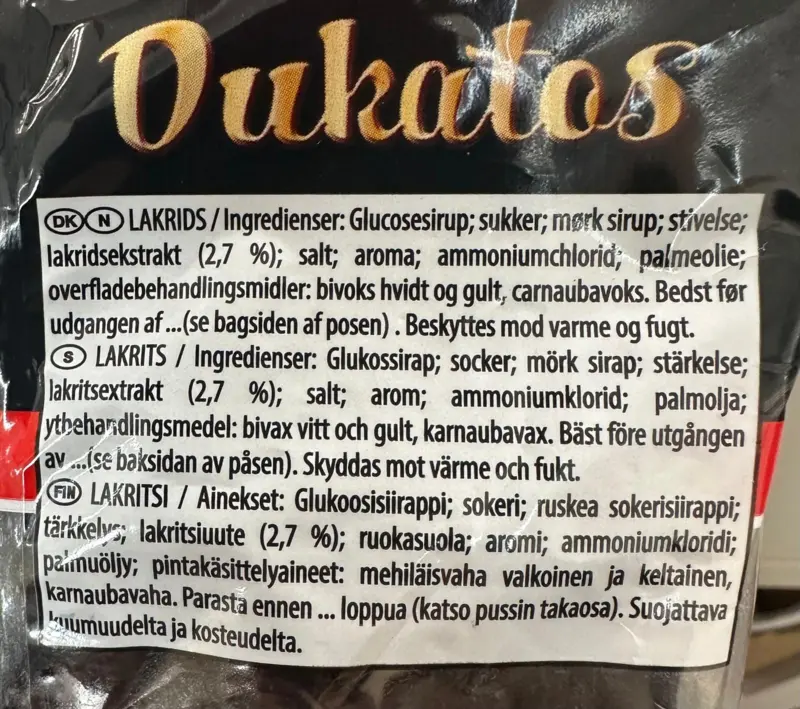 Dukatos
DK N LAKRIDS / Ingredienser: Glucosesirup; sukker; mørk sirup; stivelse;
lakridsekstrakt (2,7 %); salt; aroma; ammoniumchlorid; palmeolie;
overfladebehandlingsmidler: bivoks hvidt og gult, carnaubavoks. Bedst før
udgangen af ...(se bagsiden af posen) . Beskyttes mod varme og fugt.
S LAKRITS / Ingredienser: Glukossirap; socker; mörk sirap; stärkelse;
lakritsextrakt (2,7 %); salt; arom; ammoniumklorid; palmolja;
ytbehandlingsmedel: bivax vitt och gult, karnaubavax. Bäst före utgången
av ...(se baksidan av påsen). Skyddas mot värme och fukt.
FIN LAKRITSI / Ainekset: Glukoosisiirappi; sokeri; ruskea sokerisiirappi;
tärkkelys; lakritsiuute (2,7 %); ruokasuola; aromi; ammoniumkloridi;
palmuöljy; pintakäsittelyaineet: mehiläisvaha valkoinen ja keltainen,
karnaubavaha. Parasta ennen ... loppua (katso pussin takaosa). Suojattava
kuumuudelta ja kosteudelta.